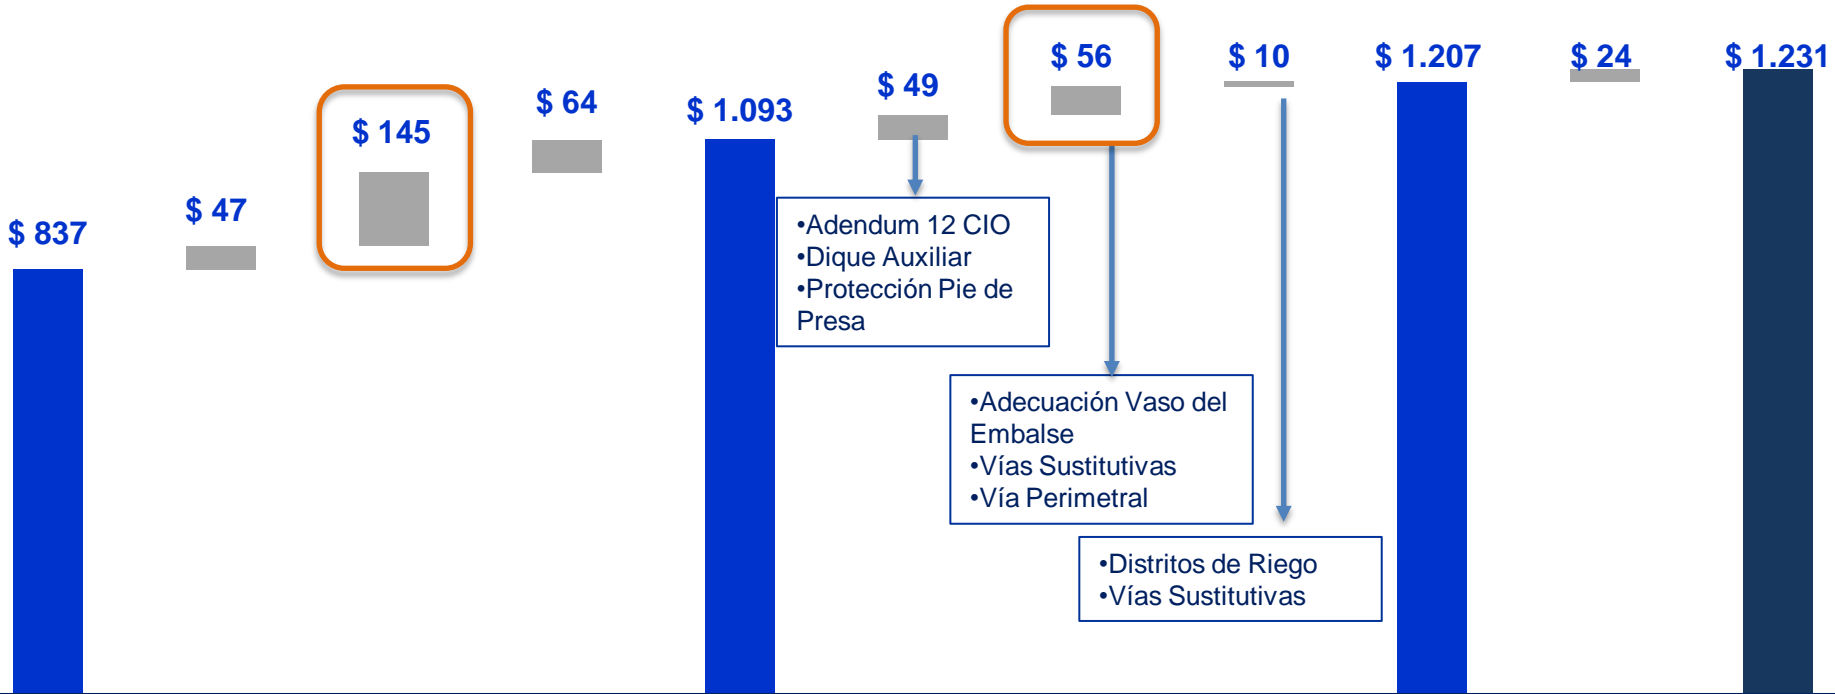 $ 837
$ 47
$ 145
$ 64
$ 1.093
$ 49
$ 56
$ 10
$ 1.207
$ 24
$ 1.231
•Adendum 12 CIO
•Dique Auxiliar
•Protección Pie de
Presa
•Adecuación Vaso del
Embalse
•Vías Sustitutivas
•Vía Perimetral
•Distritos de Riego
•Vías Sustitutivas